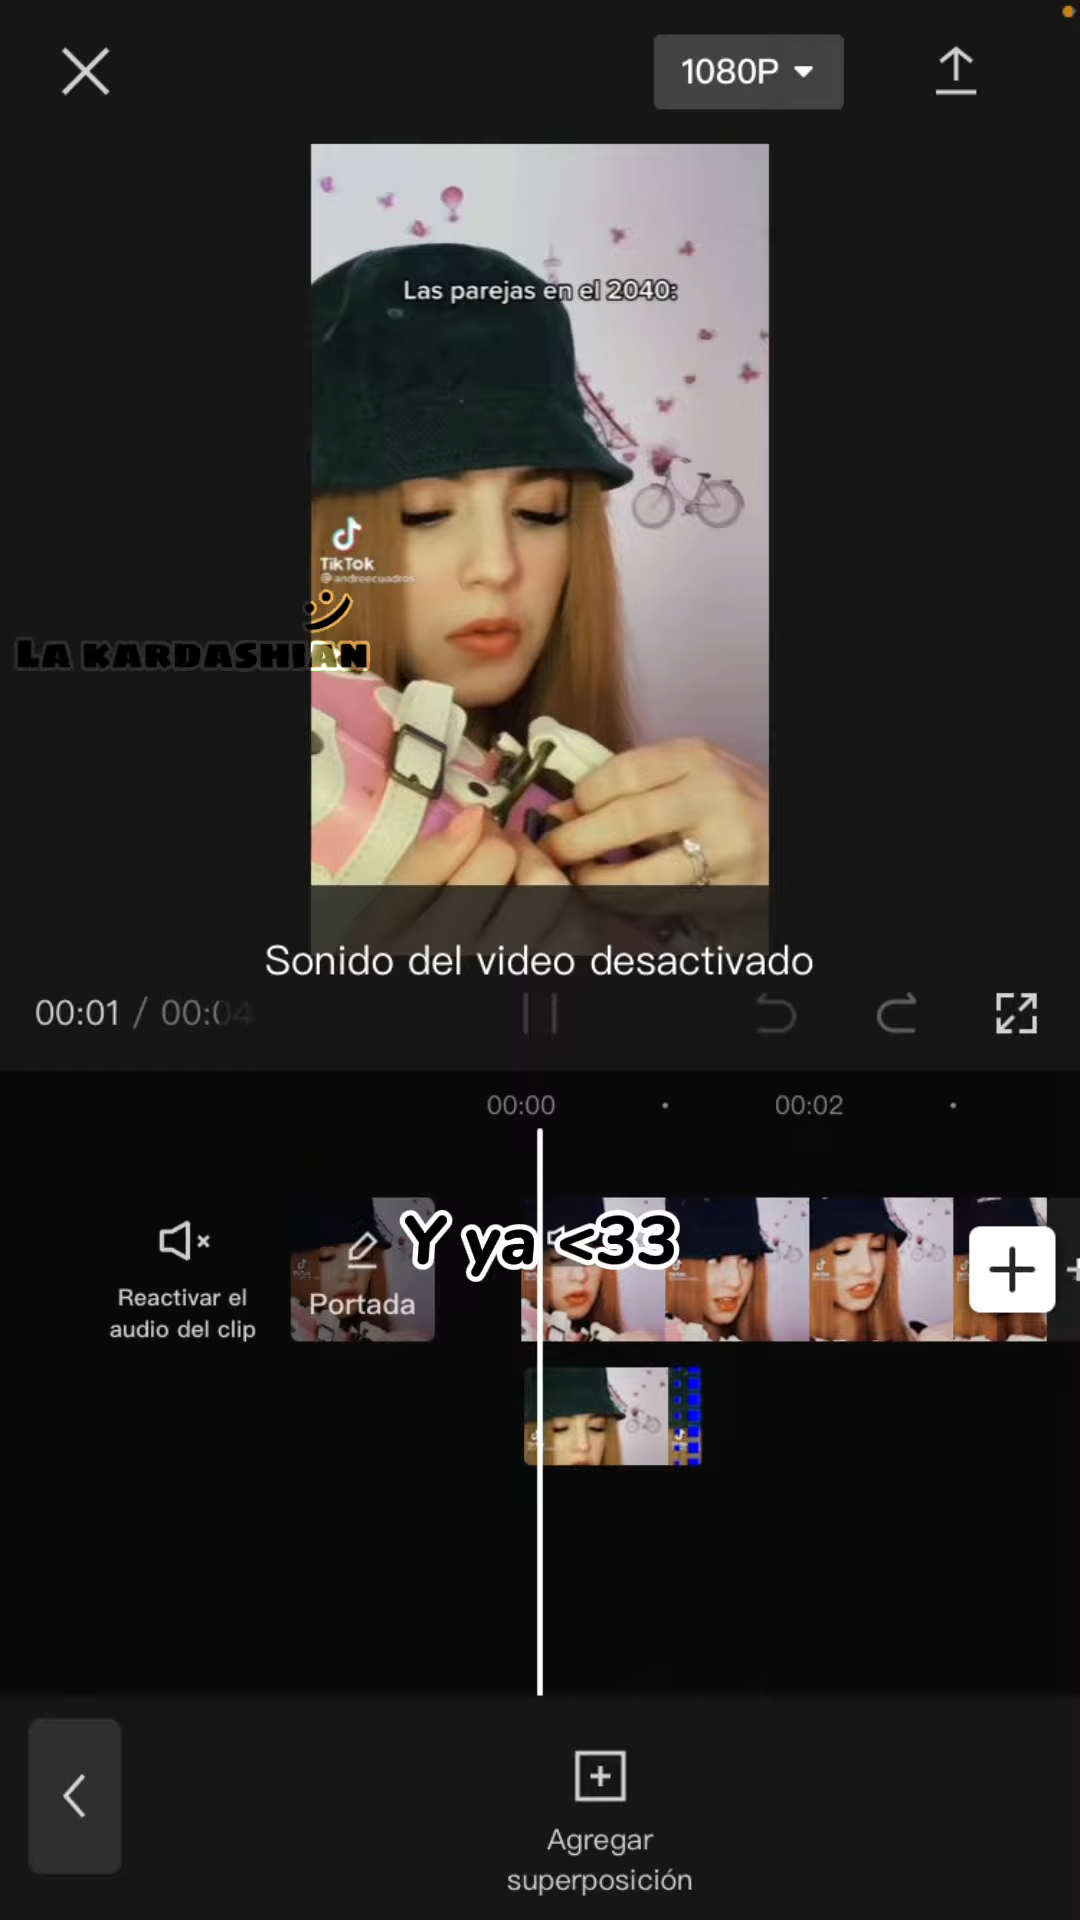 1080P
Las parejas en el 2040:
TikTok
@andreecuadros
LA KARDASHIAN
Sonido del video desactivado
00:01 / 00:04
00:00
00:02
Y ya <33
Reactivar el
audio del clip
Portada
Agregar
superposición